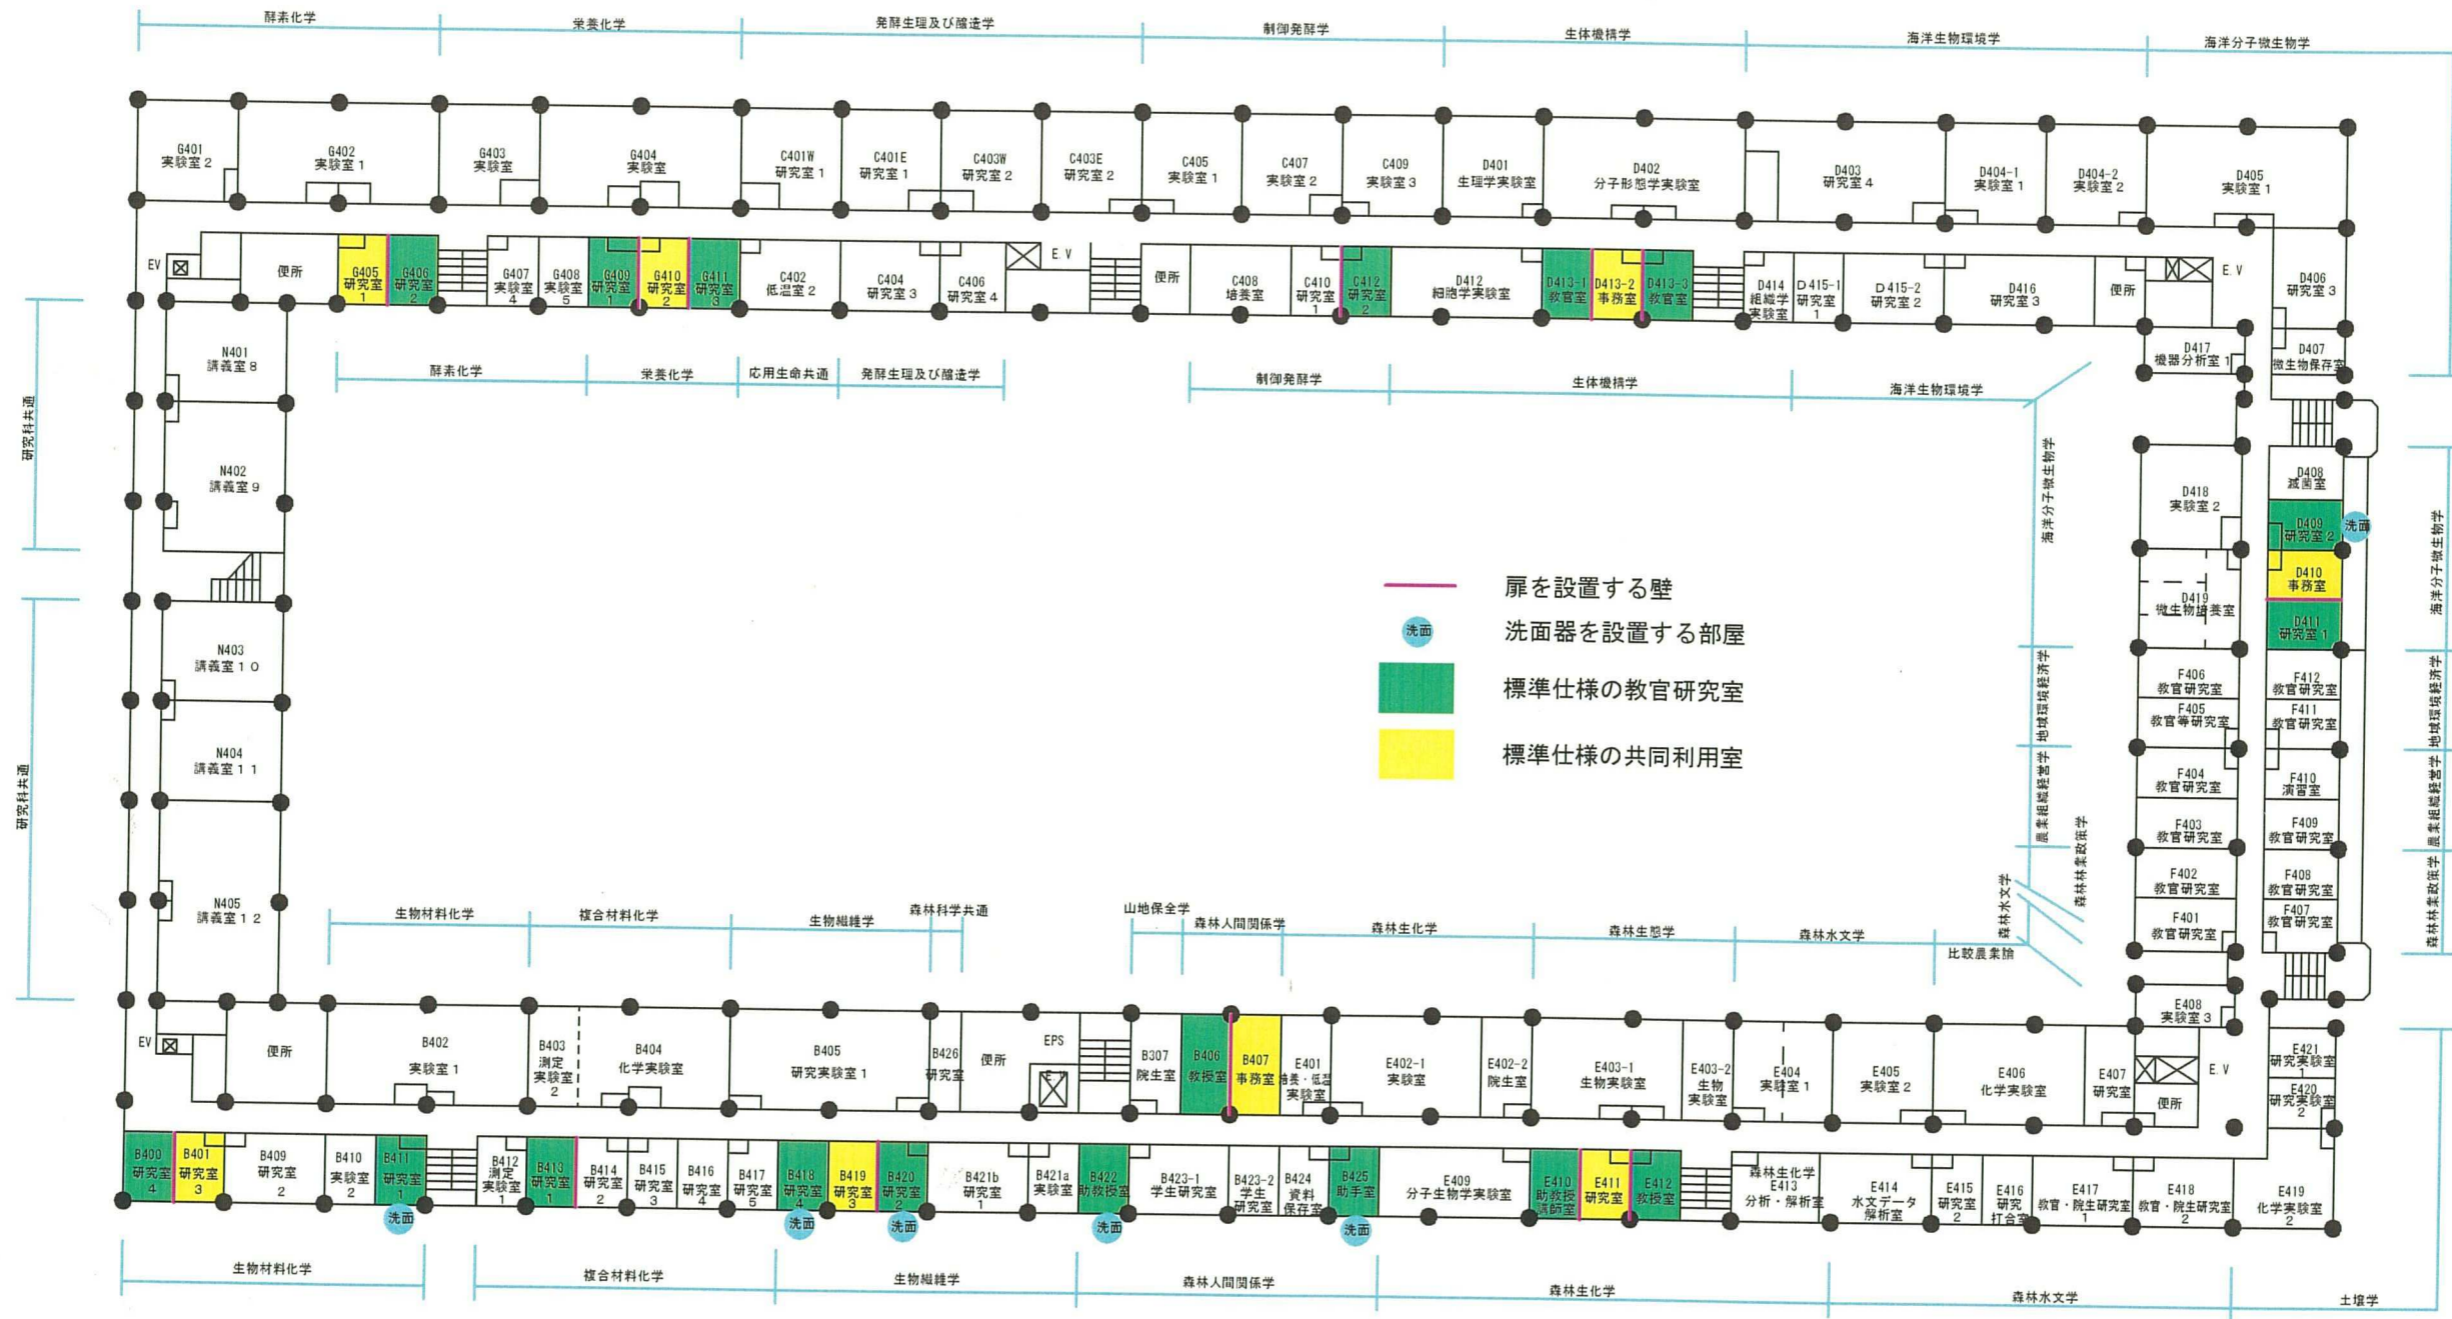 酵素化学
栄養化学
発酵生理及び醸造学
制御発酵学
生体機構学
海洋生物環境学
海洋分子微生物学
G401
実験室2
G402
実験室1
G403
実験室
G404
実験室
C401W
研究室1
C401E
研究室1
C403W
研究室2
C403E
研究室2
C405
実験室1
C407
実験室2
C409
実験室3
D401
生理学実験室
D402
分子形態学実験室
D403
研究室4
D404-1
実験室1
D404-2
実験室2
D405
実験室1
EV
便所
G405
研究室
1
G406
研究室
2
G407
実験室
4
G408
実験室
5
G409
研究室
1
G410
研究室
2
G411
研究室
3
C402
低温室2
C404
研究室3
C406
研究室4
E.V
便所
C408
培養室
C410
研究室
1
C412
研究室
2
D412
細胞学実験室
D413-1
教官室
D413-2
事務室
D413-3
教官室
D414
組織学
実験室
D415-1
研究室
1
D415-2
研究室2
D416
研究室3
便所
E.V
D406
研究室3
D417
機器分析室1
D407
微生物保存室
酵素化学
栄養化学
応用生命共通
発酵生理及び醸造学
制御発酵学
生体機構学
海洋生物環境学
研究科共通
N401
講義室8
N402
講義室9
N403
講義室10
N404
講義室11
N405
講義室12
研究科共通
海洋分子微生物学
D418
実験室2
D419
微生物培養室
D408
滅菌室
D409
研究室2
洗面
D410
事務室
D411
研究室1
海洋分子微生物学
扉を設置する壁
洗面
洗面器を設置する部屋
標準仕様の教官研究室
標準仕様の共同利用室
地域環境経済学
農業組織経営学
森林林業政策学
森林水文学
F406
教官研究室
F405
教官等研究室
F404
教官研究室
F403
教官研究室
F402
教官研究室
F401
教官研究室
F412
教官研究室
F411
教官研究室
F410
演習室
F409
教官研究室
F408
教官研究室
F407
教官研究室
地域環境経済学
農業組織経営学
森林林業政策学
生物材料化学
複合材料化学
生物繊維学
森林科学共通
山地保全学
森林人間関係学
森林生化学
森林生態学
森林水文学
比較農業論
EV
便所
B402
実験室1
B403
測定
実験室
2
B404
化学実験室
B405
研究実験室1
B426
研究室
便所
EPS
B307
院生室
B406
教授室
B407
事務室
E401
培養・低温
実験室
E402-1
実験室
E402-2
院生室
E403-1
生物実験室
E403-2
生物
実験室
E404
実験室1
E405
実験室2
E406
化学実験室
E407
研究室
便所
E.V
E408
実験室3
E421
研究実験室
1
E420
研究実験室
2
B400
研究室
4
B401
研究室
3
B409
研究室
2
B410
実験室
2
B411
研究室
1
洗面
B412
測定
実験室
1
B413
研究室
1
B414
研究室
2
B415
研究室
3
B416
研究室
4
B417
研究室
5
B418
研究室
4
洗面
B419
研究室
3
B420
研究室
2
洗面
B421b
研究室
1
B421a
実験室
B422
助教授室
洗面
B423-1
学生研究室
B423-2
学生
研究室
B424
資料
保存室
B425
助手室
洗面
E409
分子生物学実験室
E410
助教授
講師室
E411
研究室
E412
教授室
森林生化学
E413
分析・解析室
E414
水文データ
解析室
E415
研究室
2
E416
研究
打合室
E417
教官・院生研究室
1
E418
教官・院生研究室
2
E419
化学実験室
2
生物材料化学
複合材料化学
生物繊維学
森林人間関係学
森林生化学
森林水文学
土壌学